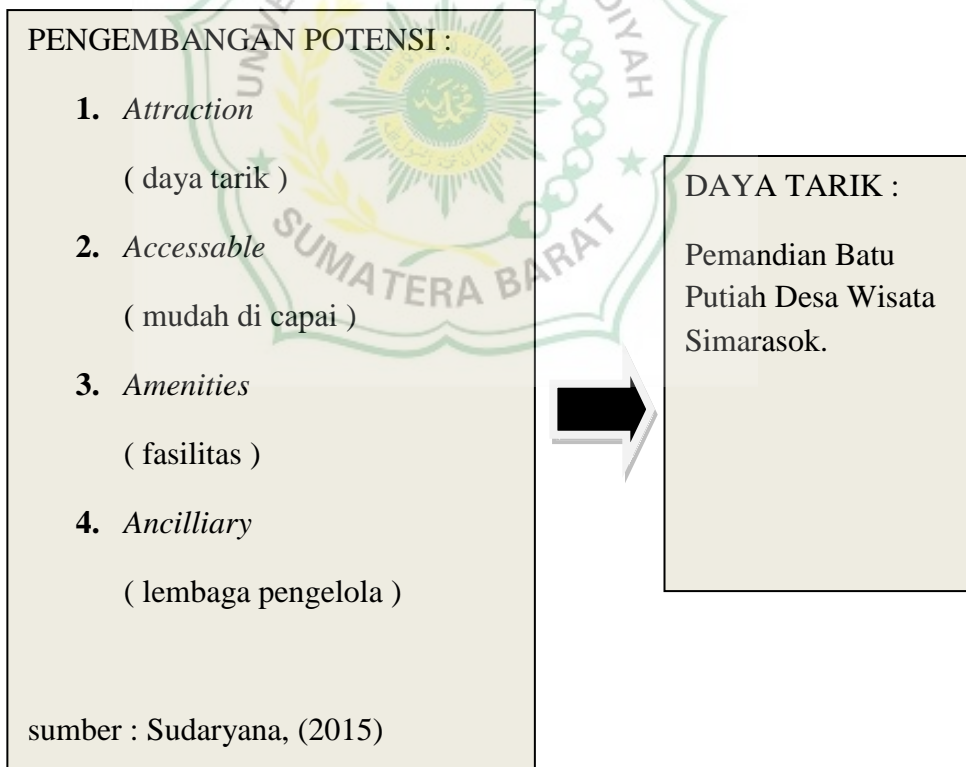 PENGEMBANGAN POTENSI :
1. Attraction
( daya tarik )
2. Accessable
( mudah di capai )
3. Amenities
( fasilitas )
4. Ancilliary
( lembaga pengelola )
sumber : Sudaryana, (2015)
DAYA TARIK :
Pemandian Batu
Putiah Desa Wisata
Simarasok.
SUMATERA BARAT